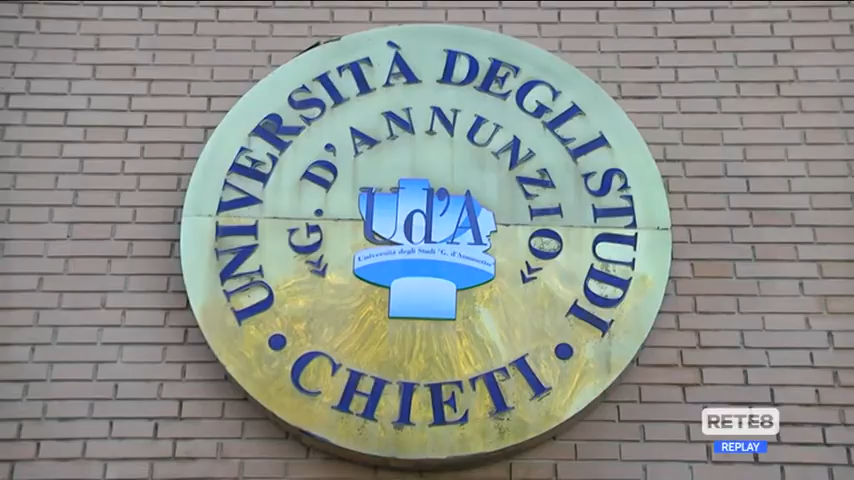 UNIVERSITÀ DEGLI STUDI
«G. D'ANNUNZIO»
Ud'A
Università degli Studi "G. d'Annunzio"
• CHIETI •
RETE8
REPLAY